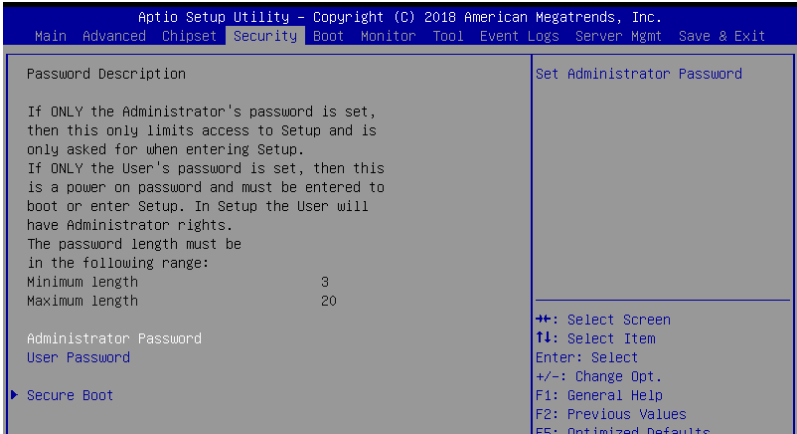 Aptio Setup Utility – Copyright (C) 2018 American Megatrends, Inc.
Main Advanced Chipset Security Boot Monitor Tool Event Logs Server Mgmt Save & Exit
Password Description
If ONLY the Administrator's password is set,
then this only limits access to Setup and is
only asked for when entering Setup.
If ONLY the User's password is set, then this
is a power on password and must be entered to
boot or enter Setup. In Setup the User will
have Administrator rights.
The password length must be
in the following range:
Minimum length 3
Maximum length 20
Administrator Password
User Password
Secure Boot
Set Administrator Password
→←: Select Screen
↑↓: Select Item
Enter: Select
+/-: Change Opt.
F1: General Help
F2: Previous Values
F5: Optimized Defaults